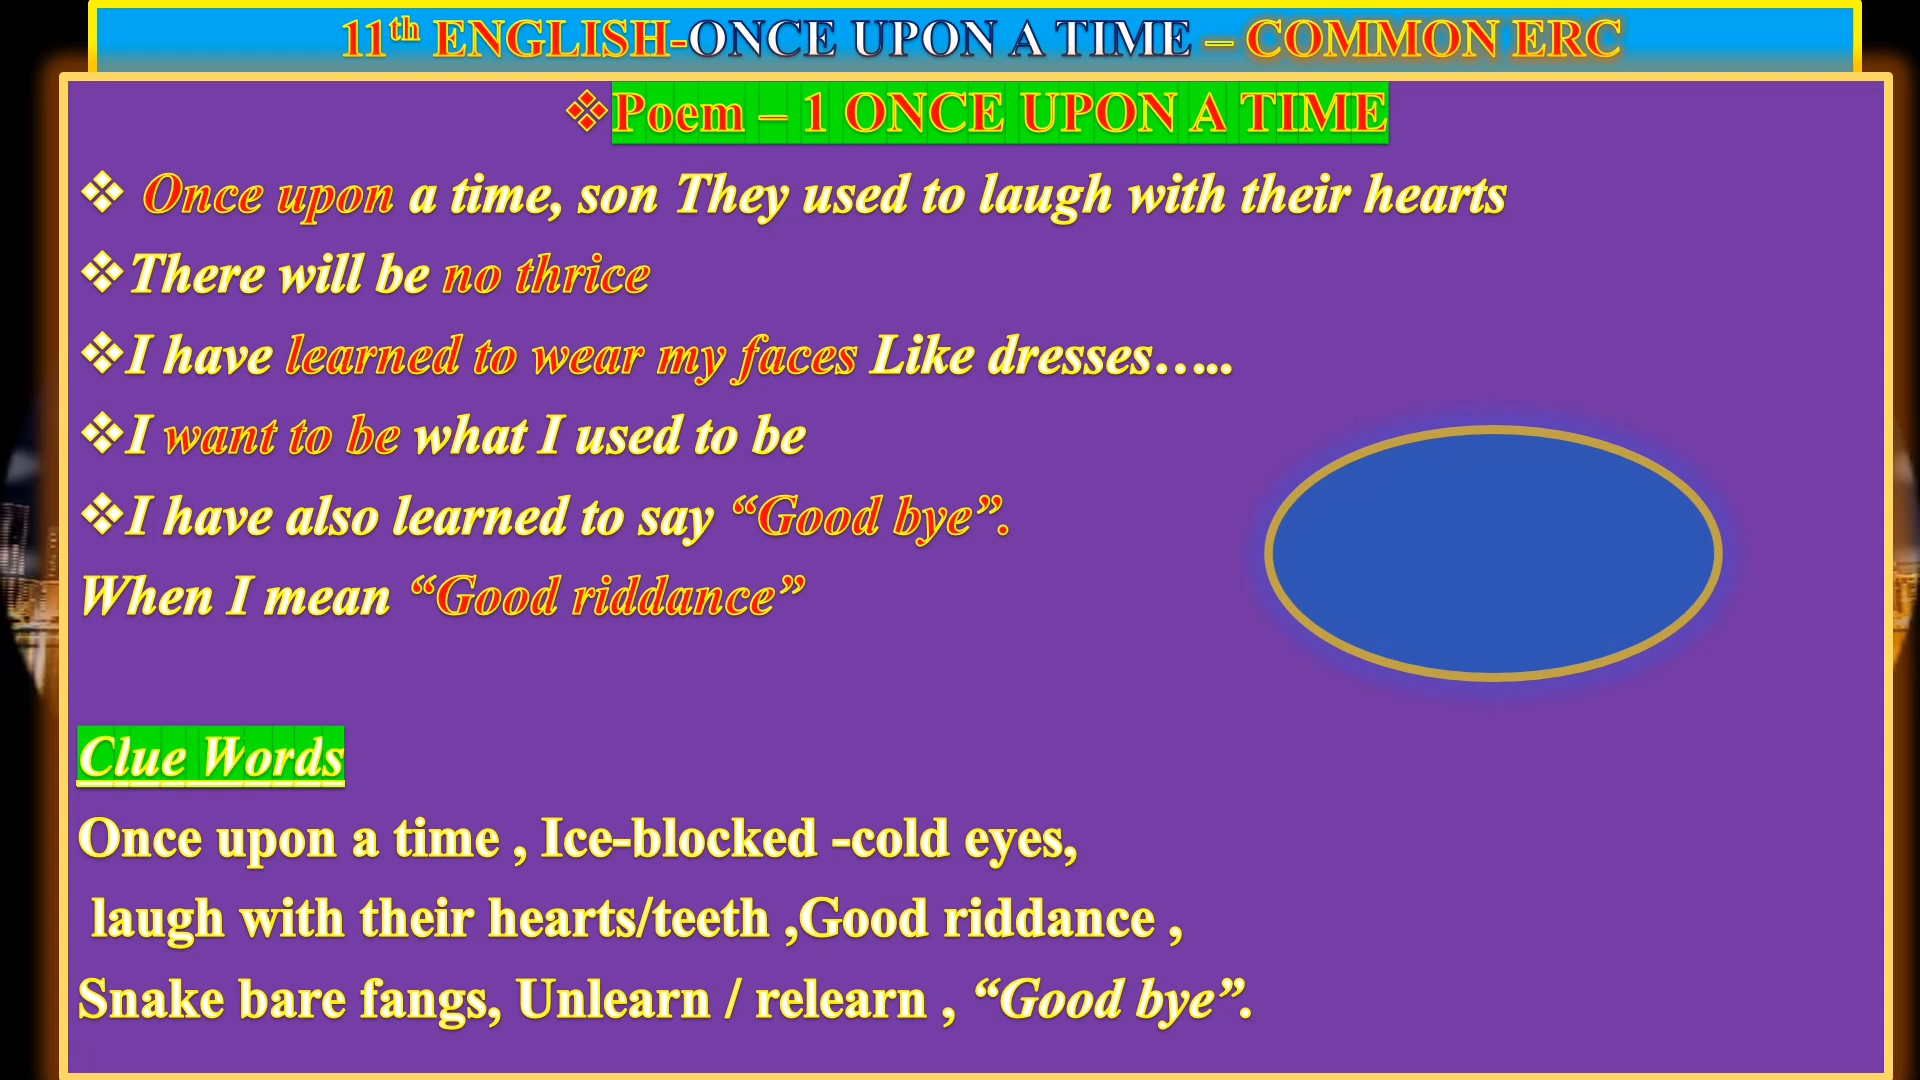 11th ENGLISH-ONCE UPON A TIME – COMMON ERC
❖Poem – 1 ONCE UPON A TIME
❖ Once upon a time, son They used to laugh with their hearts
❖There will be no thrice
❖I have learned to wear my faces Like dresses…..
❖I want to be what I used to be
❖I have also learned to say “Good bye”.
When I mean “Good riddance”
Clue Words
Once upon a time , Ice-blocked -cold eyes,
laugh with their hearts/teeth ,Good riddance ,
Snake bare fangs, Unlearn / relearn , “Good bye”.